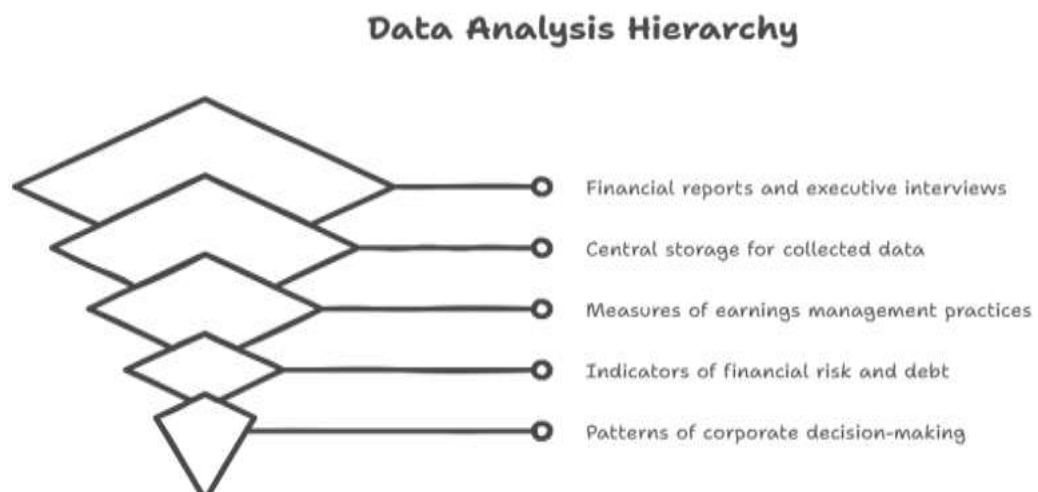 Data Analysis Hierarchy
Financial reports and executive interviews
Central storage for collected data
Measures of earnings management practices
Indicators of financial risk and debt
Patterns of corporate decision-making